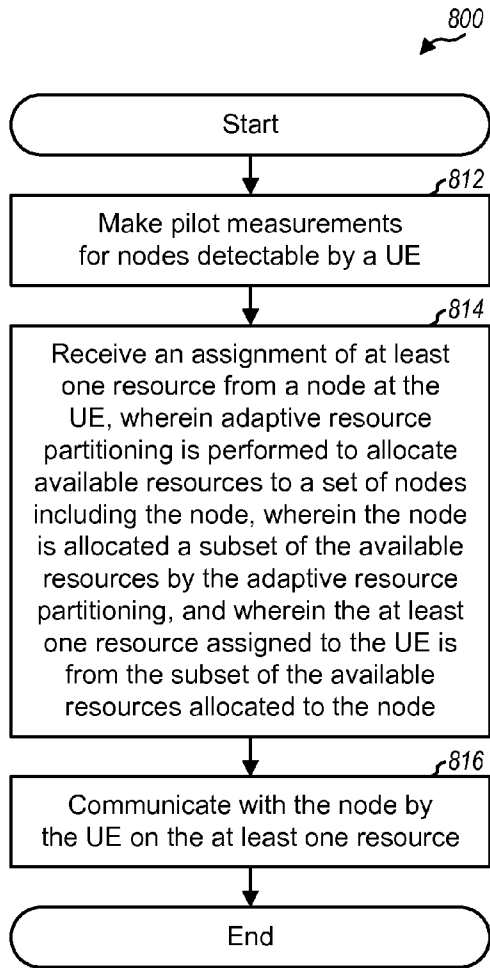 800
Start
812
Make pilot measurements
for nodes detectable by a UE
814
Receive an assignment of at least
one resource from a node at the
UE, wherein adaptive resource
partitioning is performed to allocate
available resources to a set of nodes
including the node, wherein the node
is allocated a subset of the available
resources by the adaptive resource
partitioning, and wherein the at least
one resource assigned to the UE is
from the subset of the available
resources allocated to the node
816
Communicate with the node by
the UE on the at least one resource
End